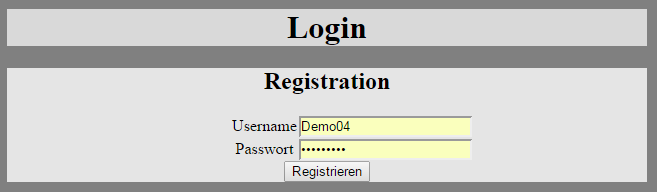 Login
Registration
Username Demo04
Passwort •••••••••
Registrieren